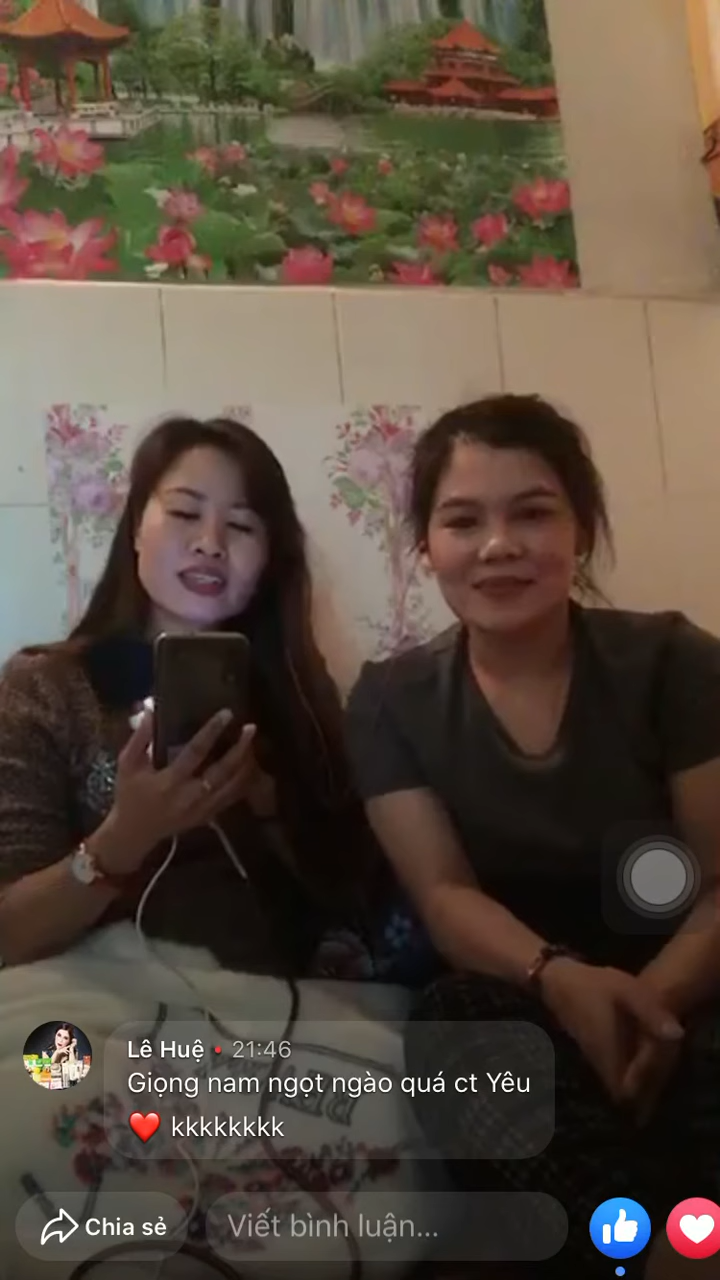 Lê Huệ • 21:46
Giọng nam ngọt ngào quá ct Yêu
❤️ kkkkkkkk
Chia sẻ
Viết bình luận...